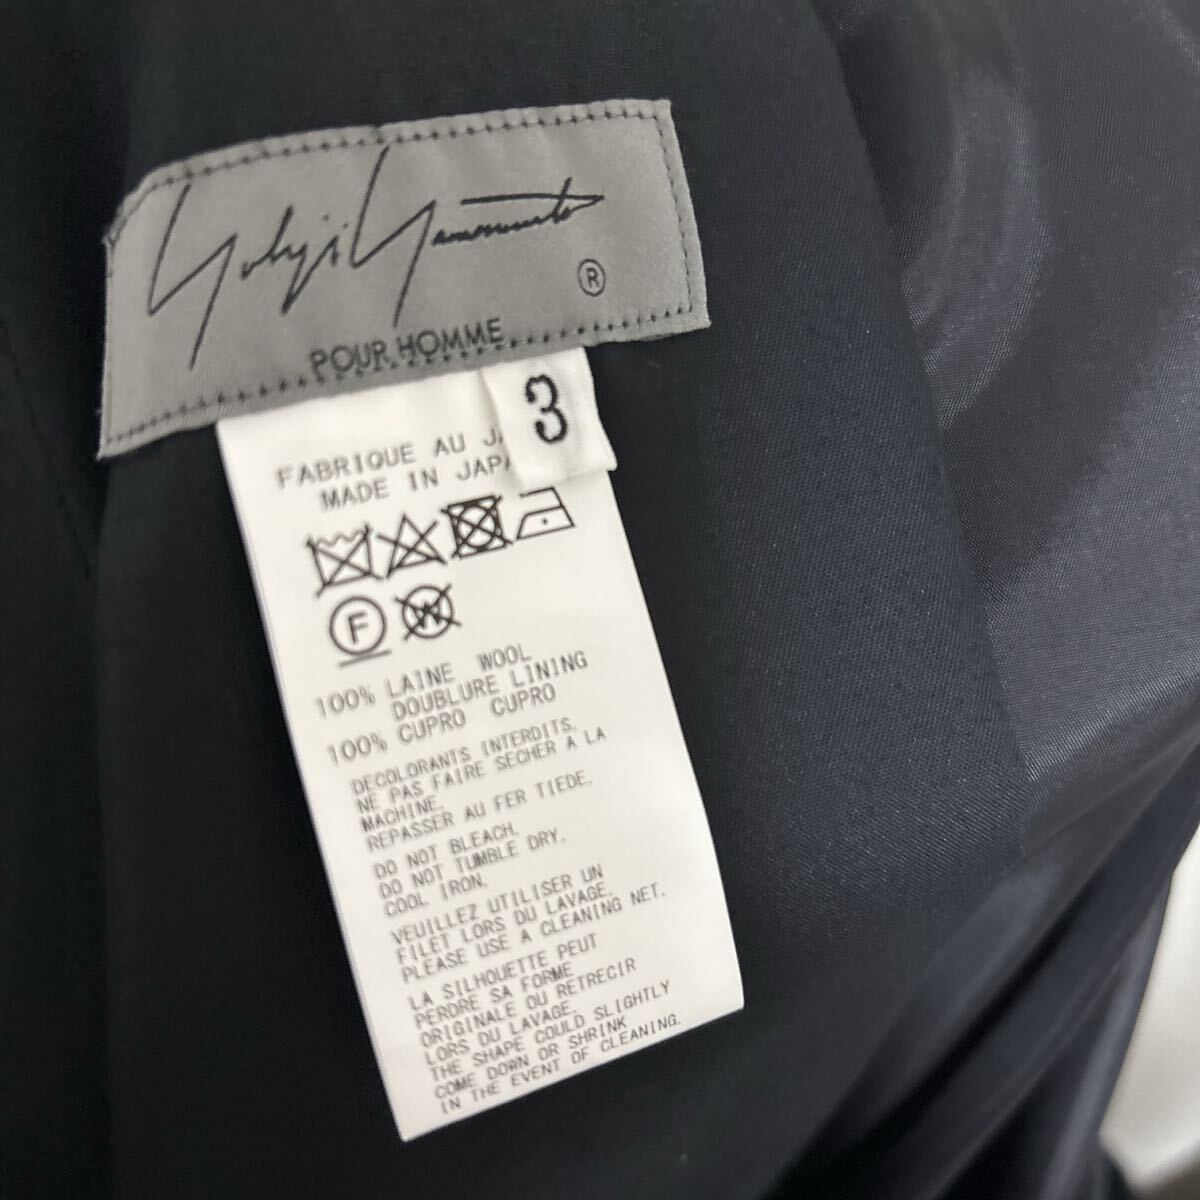 Yohji Yamamoto
®
POUR HOMME
3
FABRIQUE AU
MADE IN
F
W
100% LAINE WOOL
DOUBLURE LINING
100% CUPRO CUPRO
DECOLORANTS INTERDITS.
NE PAS FAIRE SECHER A LA
MACHINE.
REPASSER AU FER TIEDE.
DO NOT BLEACH.
DO NOT TUMBLE DRY.
COOL IRON.
VEUILLEZ UTILISER UN
FILET LORS DU LAVAGE.
PLEASE USE A CLEANING NET.
LA SILHOUETTE PEUT
PERDRE SA FORME
ORIGINALE OU RETRECIR
LORS DU LAVAGE.
THE SHAPE COULD SLIGHTLY
COME DORN OR SHRINK
IN THE EVENT OF CLEANING.